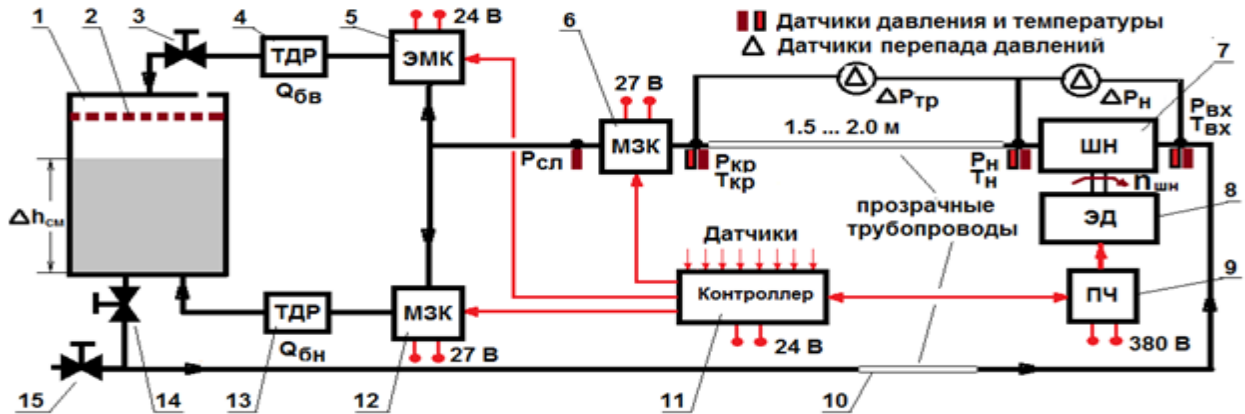 1
2
3
4
5
24 В
6
Датчики давления и температуры
Датчики перепада давлений
7
ТДР
ЭМК
Qбв
27 В
ΔPтр
ΔPн
Pвх
Tвх
1.5 ... 2.0 м
МЗК
ШН
Pсл
Pкр
Tкр
Pн
Tн
nшн
8
Δhсм
прозрачные
трубопроводы
ЭД
Датчики
9
ТДР
МЗК
Контроллер
ПЧ
Qбн
27 В
24 В
380 В
15
14
13
12
11
10